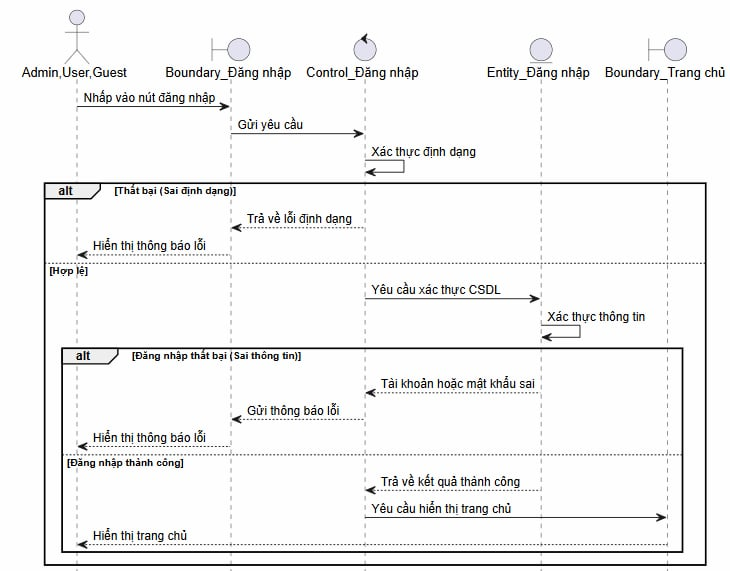 Admin,User,Guest
Boundary_Đăng nhập
Control_Đăng nhập
Entity_Đăng nhập
Boundary_Trang chủ
Nhấp vào nút đăng nhập
Gửi yêu cầu
Xác thực định dạng
alt
[Thất bại (Sai định dạng)]
Trả về lỗi định dạng
Hiển thị thông báo lỗi
[Hợp lệ]
Yêu cầu xác thực CSDL
Xác thực thông tin
alt
[Đăng nhập thất bại (Sai thông tin)]
Tài khoản hoặc mật khẩu sai
Gửi thông báo lỗi
Hiển thị thông báo lỗi
[Đăng nhập thành công]
Trả về kết quả thành công
Yêu cầu hiển thị trang chủ
Hiển thị trang chủ